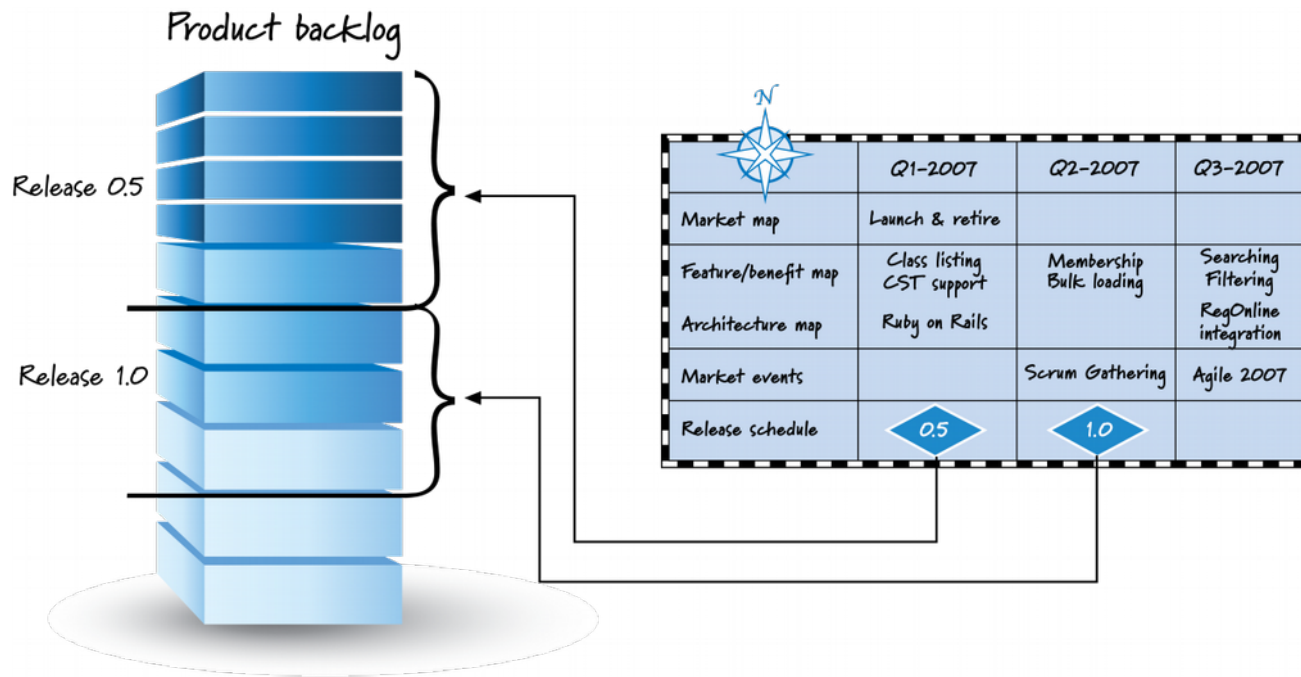 Product backlog
Release 0.5
Release 1.0
N
Q1-2007 Q2-2007 Q3-2007
Market map Launch & retire
Feature/benefit map Class listing CST support Membership Bulk loading Searching Filtering
Architecture map Ruby on Rails RegOnline integration
Market events Scrum Gathering Agile 2007
Release schedule 0.5 1.0